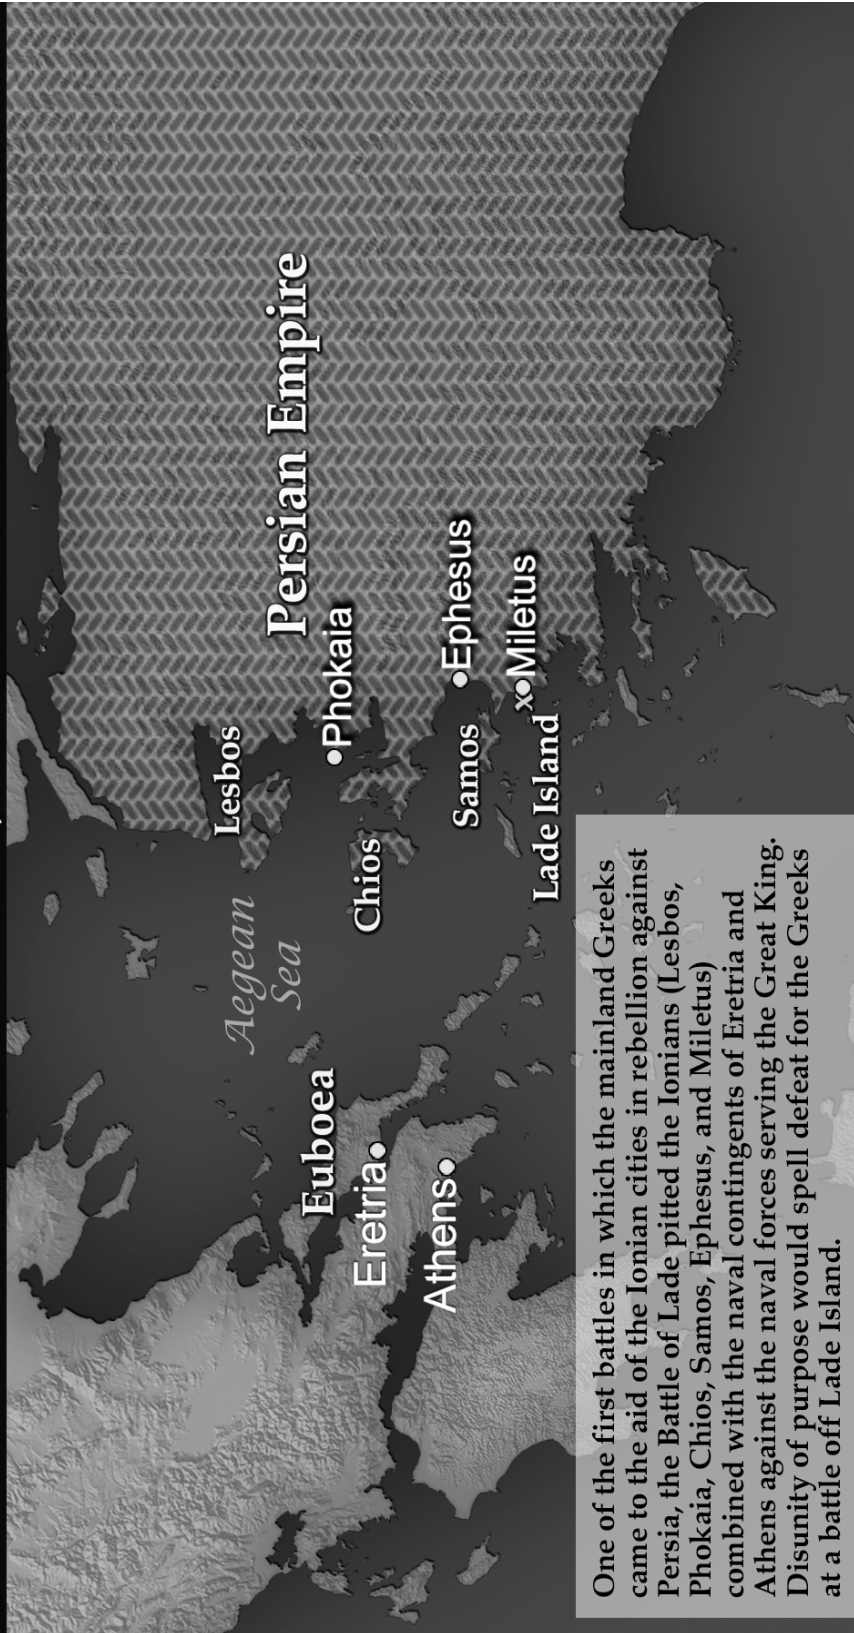 Persian Empire
Lesbos
Phokaia
Aegean
Sea
Chios
Ephesus
Samos
xMiletus
Lade Island
Euboea
Eretria
Athens
One of the first battles in which the mainland Greeks
came to the aid of the Ionian cities in rebellion against
Persia, the Battle of Lade pitted the Ionians (Lesbos,
Phokaia, Chios, Samos, Ephesus, and Miletus)
combined with the naval contingents of Eretria and
Athens against the naval forces serving the Great King.
Disunity of purpose would spell defeat for the Greeks
at a battle off Lade Island.